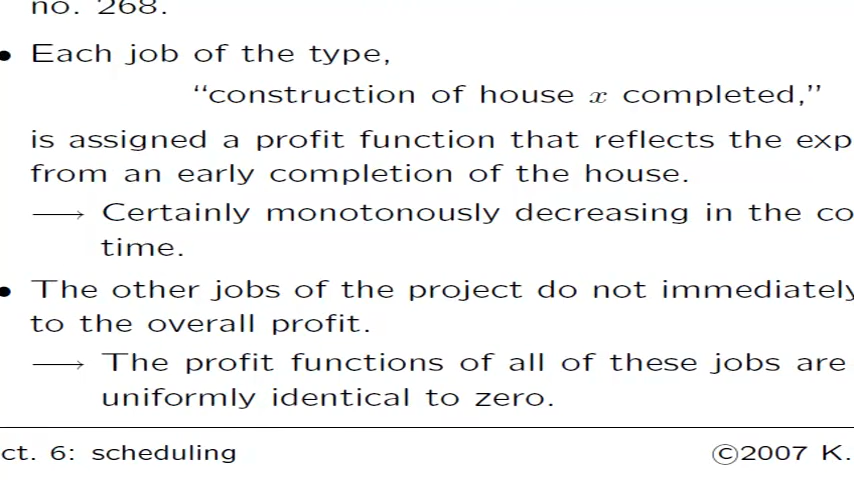 no. 268.
• Each job of the type,
“construction of house x completed,”
is assigned a profit function that reflects the exp
from an early completion of the house.
⟶ Certainly monotonously decreasing in the co
time.
• The other jobs of the project do not immediately
to the overall profit.
⟶ The profit functions of all of these jobs are
uniformly identical to zero.
ct. 6: scheduling ©2007 K.